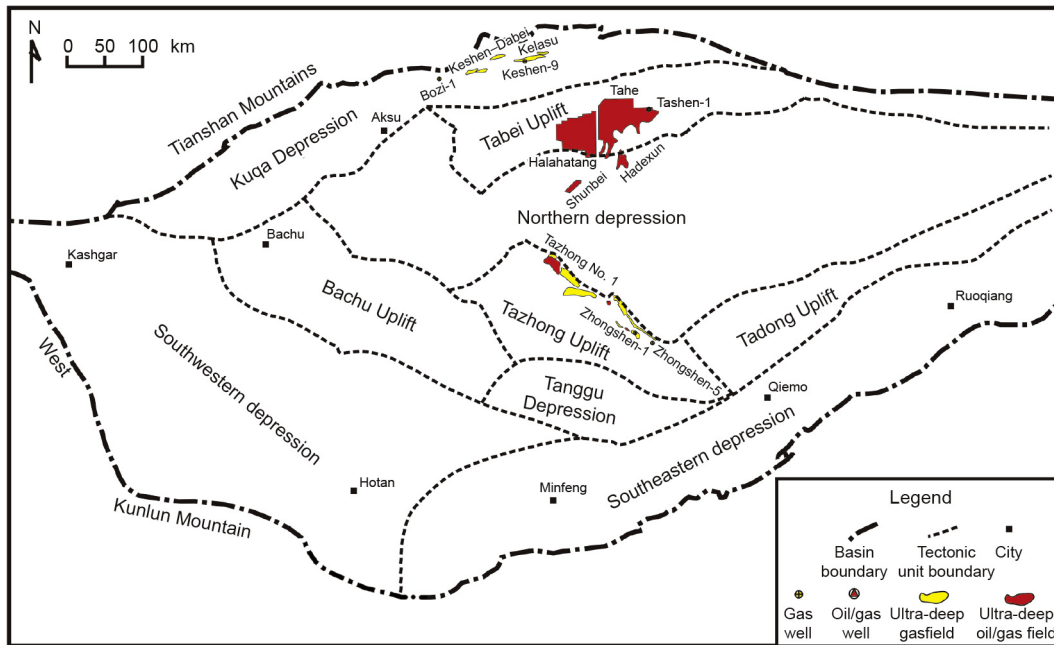 N
0 50 100 km
Tianshan Mountains
Keshen–Dabei
Kelasu
Keshen-9
Bozi-1
Aksu
Kuqa Depression
Tabei Uplift
Tahe
Tashen-1
Halahatang
Hadexun
Shunbei
Northern depression
Kashgar
Bachu
Tazhong No. 1
Ruoqiang
Bachu Uplift
Tazhong Uplift
Zhongshen-1
Zhongshen-5
Tadong Uplift
West
Southwestern depression
Tanggu
Depression
Qiemo
Southeastern depression
Hotan
Minfeng
Kunlun Mountain
Legend
Basin
boundary
Tectonic
unit boundary
City
Gas
well
Oil/gas
well
Ultra-deep
gasfield
Ultra-deep
oil/gas field